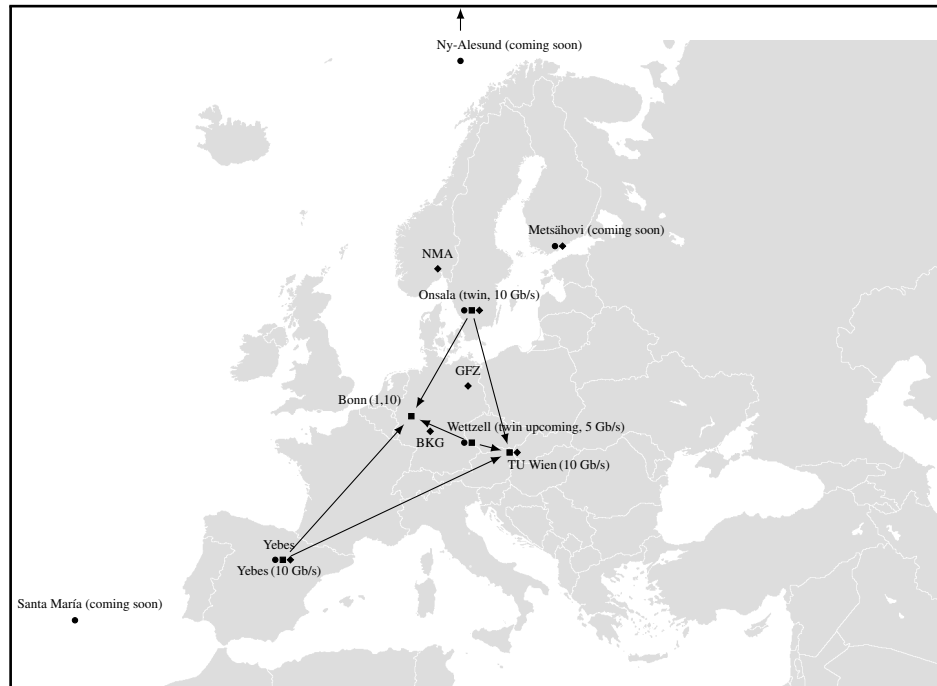 Ny-Alesund (coming soon)
Metsähovi (coming soon)
NMA
Onsala (twin, 10 Gb/s)
GFZ
Bonn (1,10)
Wettzell (twin upcoming, 5 Gb/s)
BKG
TU Wien (10 Gb/s)
Yebes
Yebes (10 Gb/s)
Santa María (coming soon)